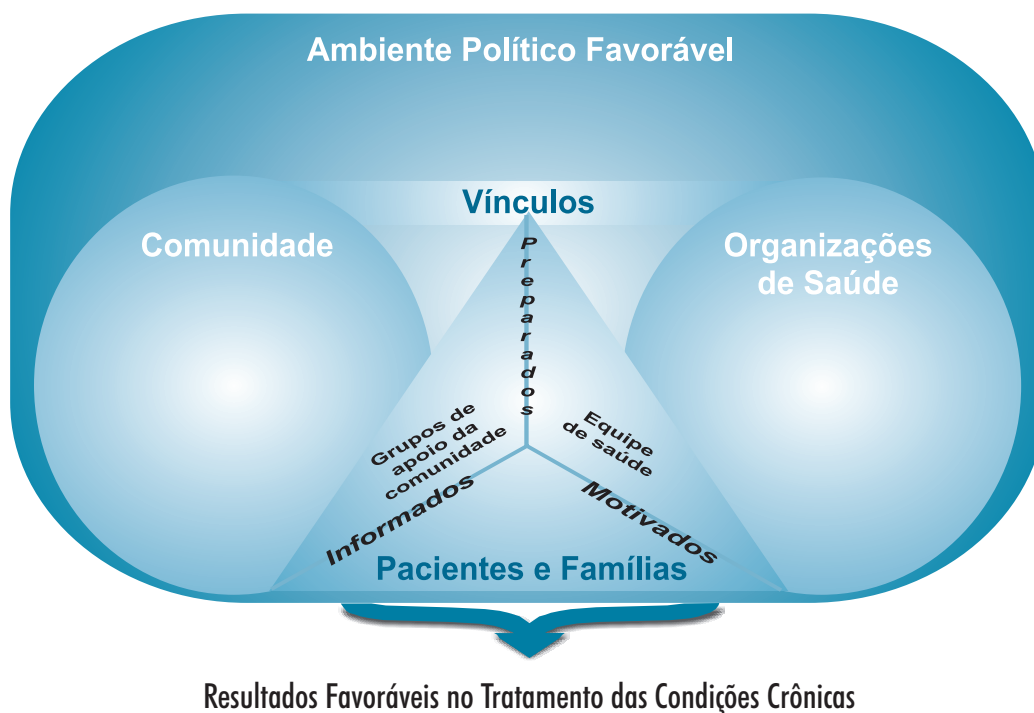 Ambiente Político Favorável
Vínculos
Comunidade
Organizações
de Saúde
Preparados
Grupos de
apoio da
comunidade
Equipe
de saúde
Informados
Motivados
Pacientes e Famílias
Resultados Favoráveis no Tratamento das Condições Crônicas